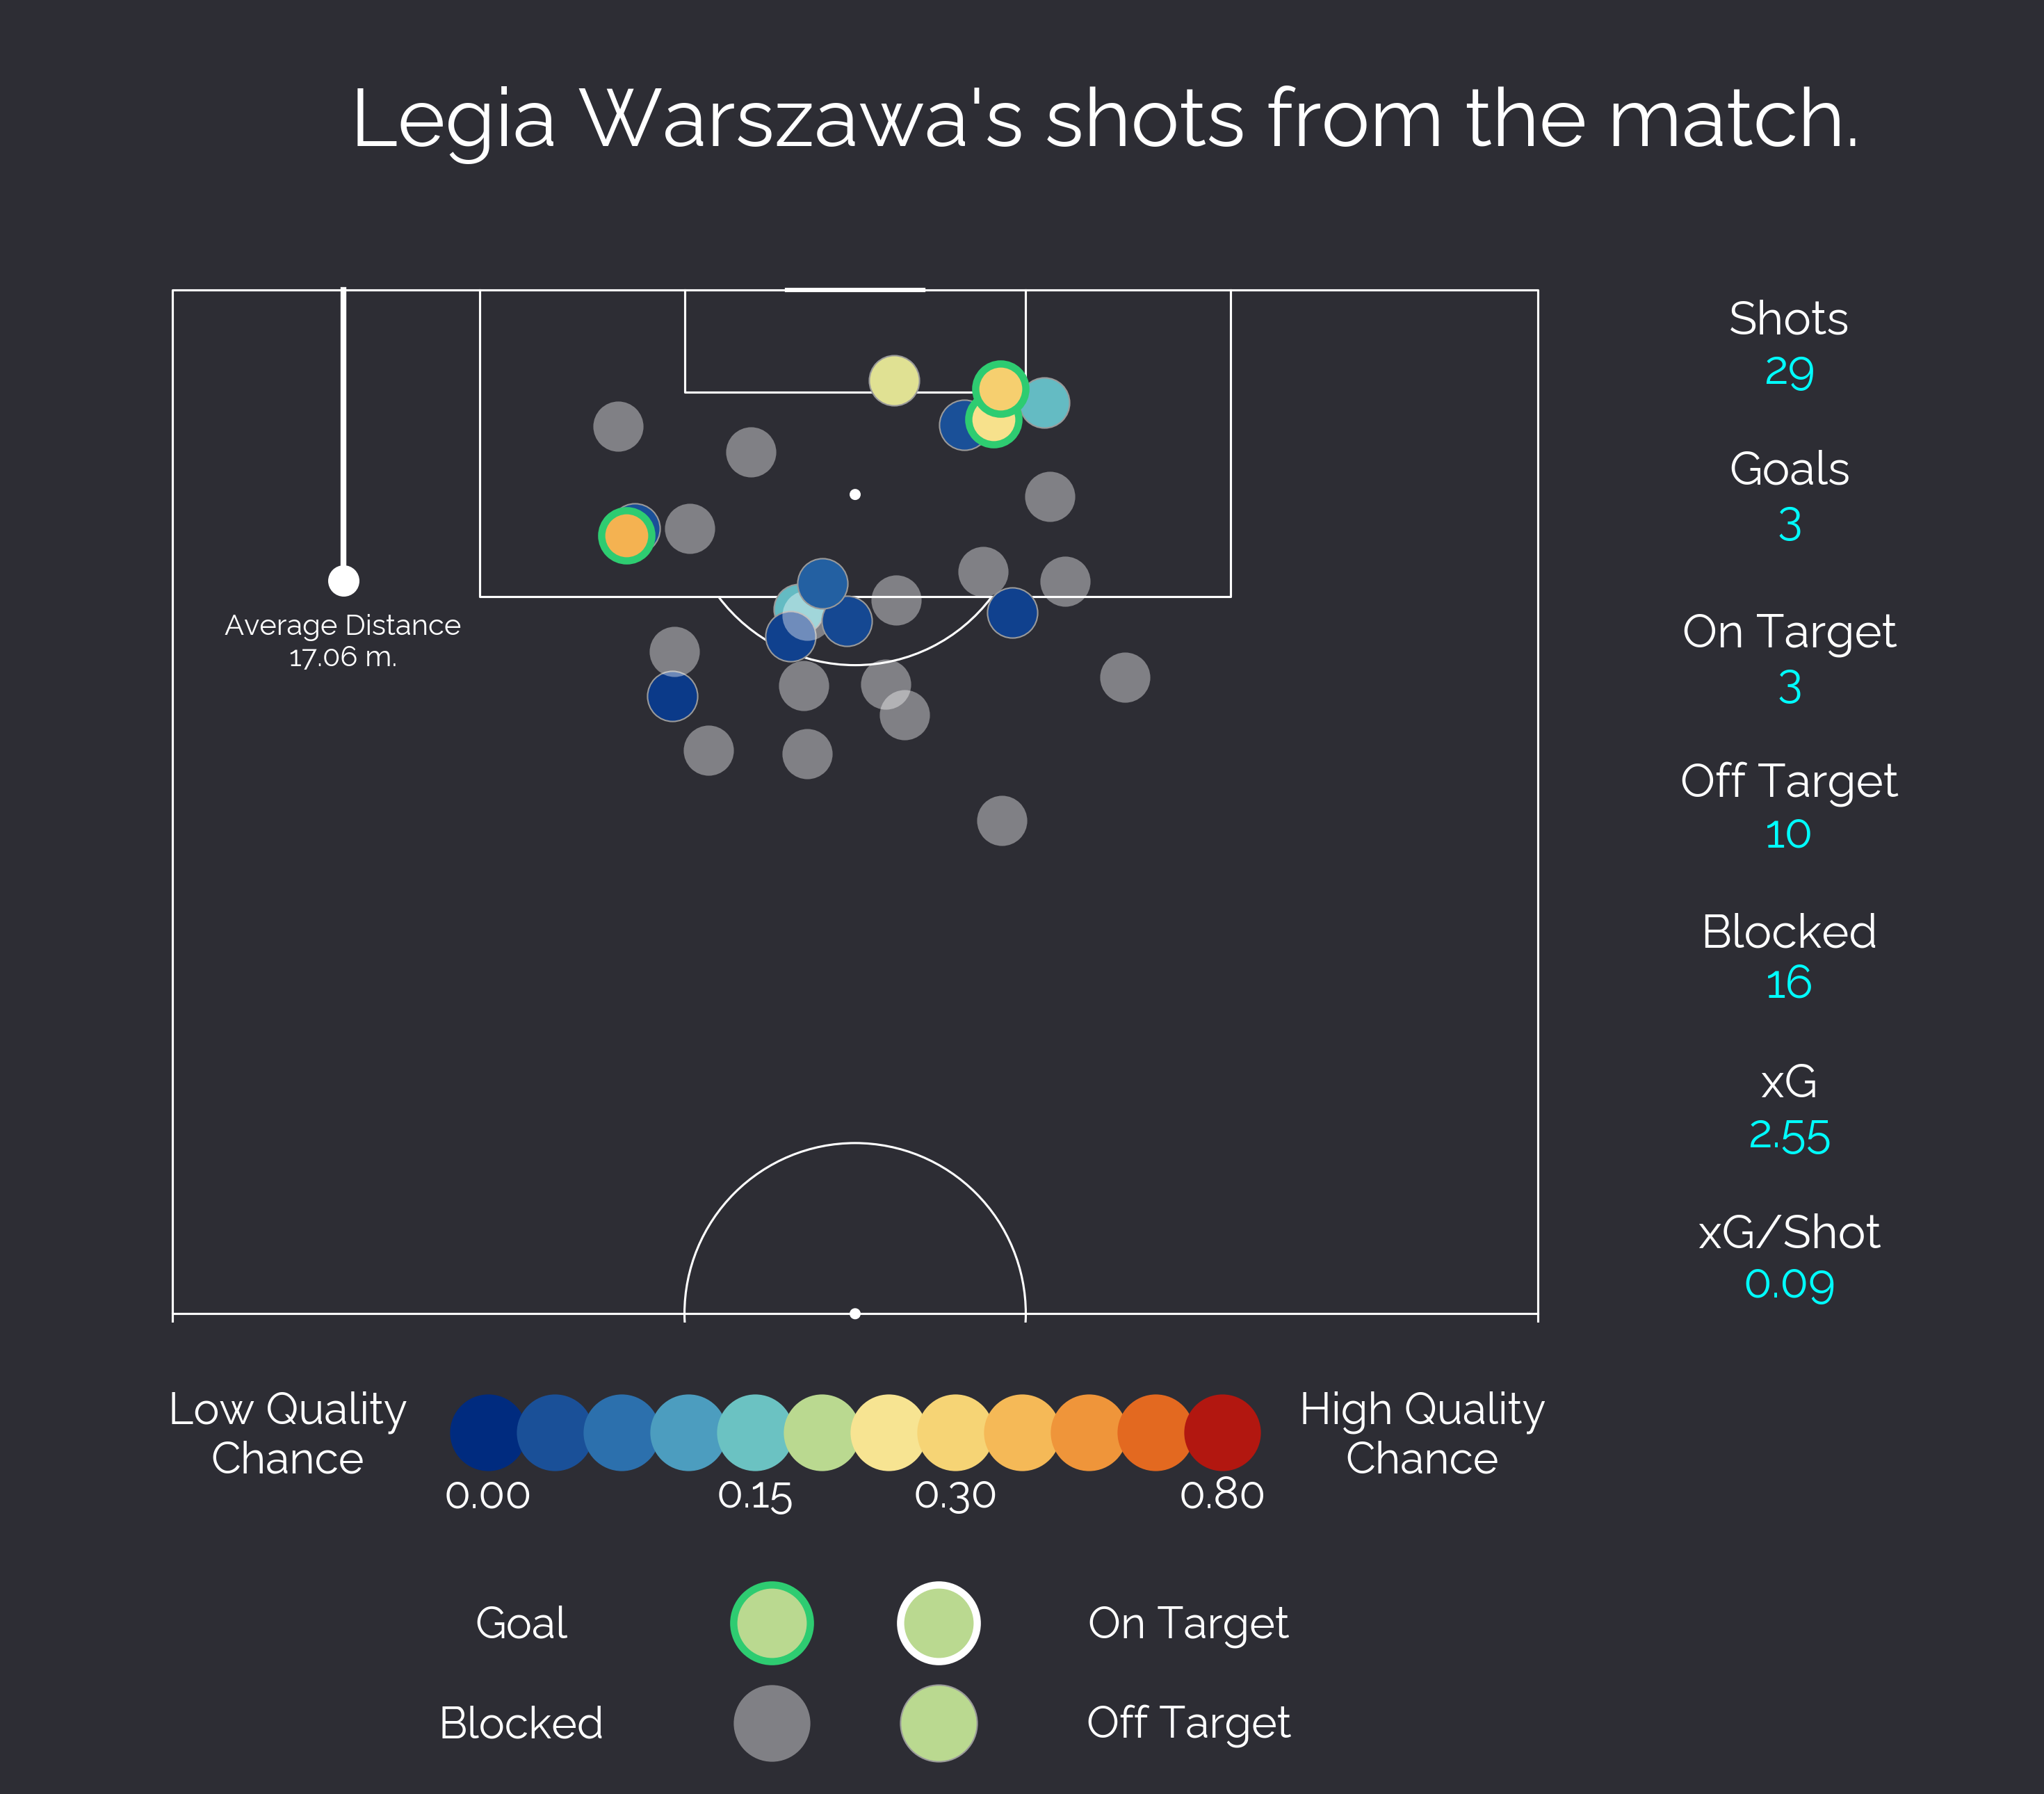 Legia Warszawa's shots from the match.
Average Distance
17.06 m.
Shots
29
Goals
3
On Target
3
Off Target
10
Blocked
16
xG
2.55
xG/Shot
0.09
Low Quality
Chance
0.00
0.15
0.30
0.80
High Quality
Chance
Goal
On Target
Blocked
Off Target